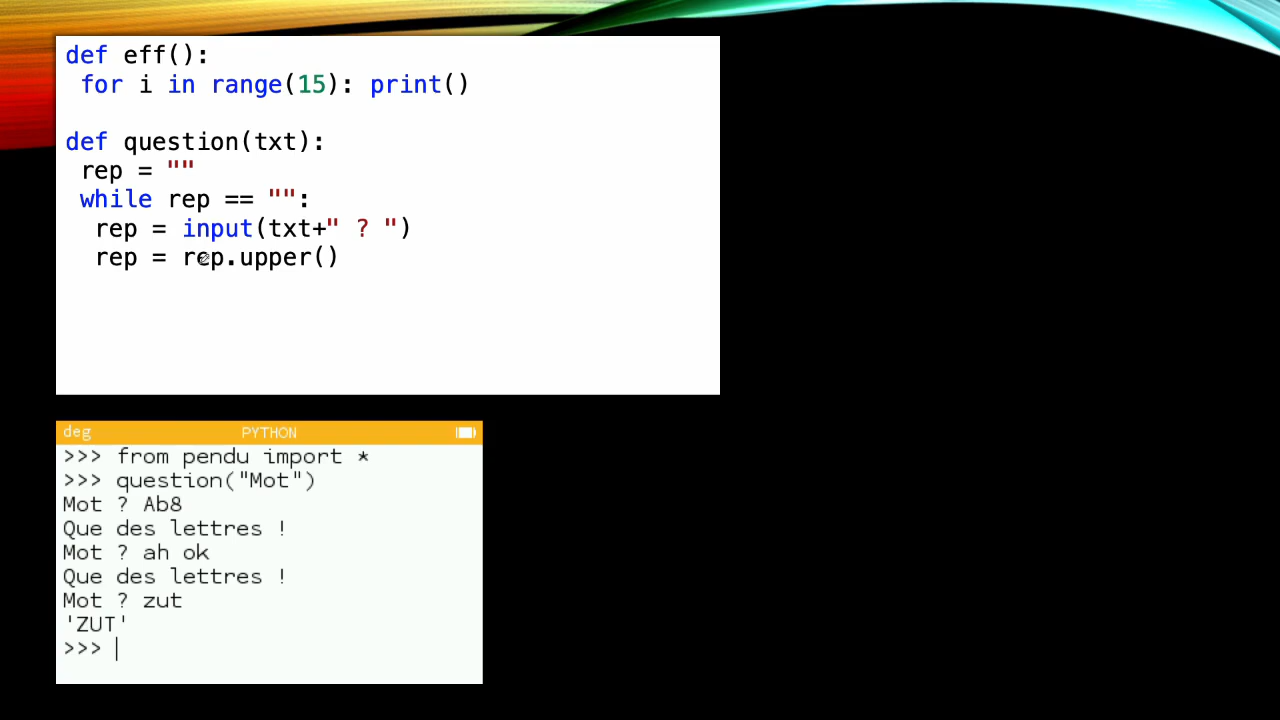 def eff():
 for i in range(15): print()

def question(txt):
 rep = ""
 while rep == "":
  rep = input(txt+" ? ")
  rep = rep.upper()

deg PYTHON
>>> from pendu import *
>>> question("Mot")
Mot ? Ab8
Que des lettres !
Mot ? ah ok
Que des lettres !
Mot ? zut
'ZUT'
>>>